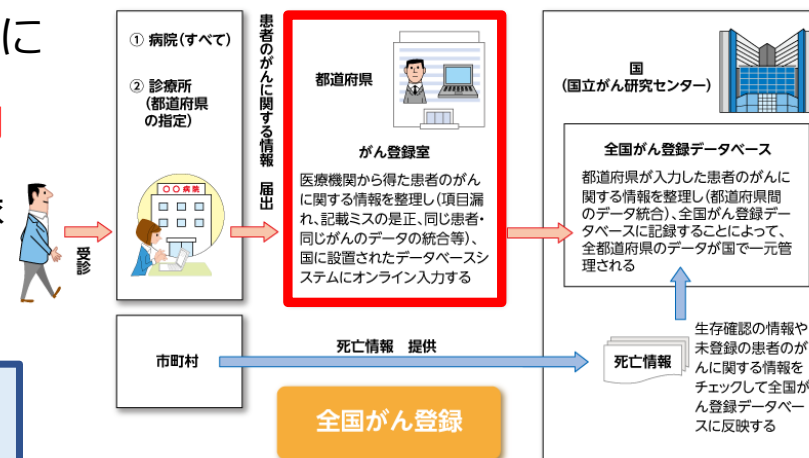 に
① 病院(すべて)
② 診療所
(都道府県
の指定)
○○病院
受診
患者のがんに関する情報 届出
都道府県
がん登録室
医療機関から得た患者のがん
に関する情報を整理し(項目漏
れ、記載ミスの是正、同じ患者・
同じがんのデータの統合等)、
国に設置されたデータベースシ
ステムにオンライン入力する
国
(国立がん研究センター)
全国がん登録データベース
都道府県が入力した患者のがんに
関する情報を整理し(都道府県間
のデータ統合)、全国がん登録デー
タベースに記録することによって、
全都道府県のデータが国で一元管
理される
市町村
死亡情報 提供
死亡情報
生存確認の情報や
未登録の患者のが
んに関する情報を
チェックして全国が
ん登録データベー
スに反映する
全国がん登録